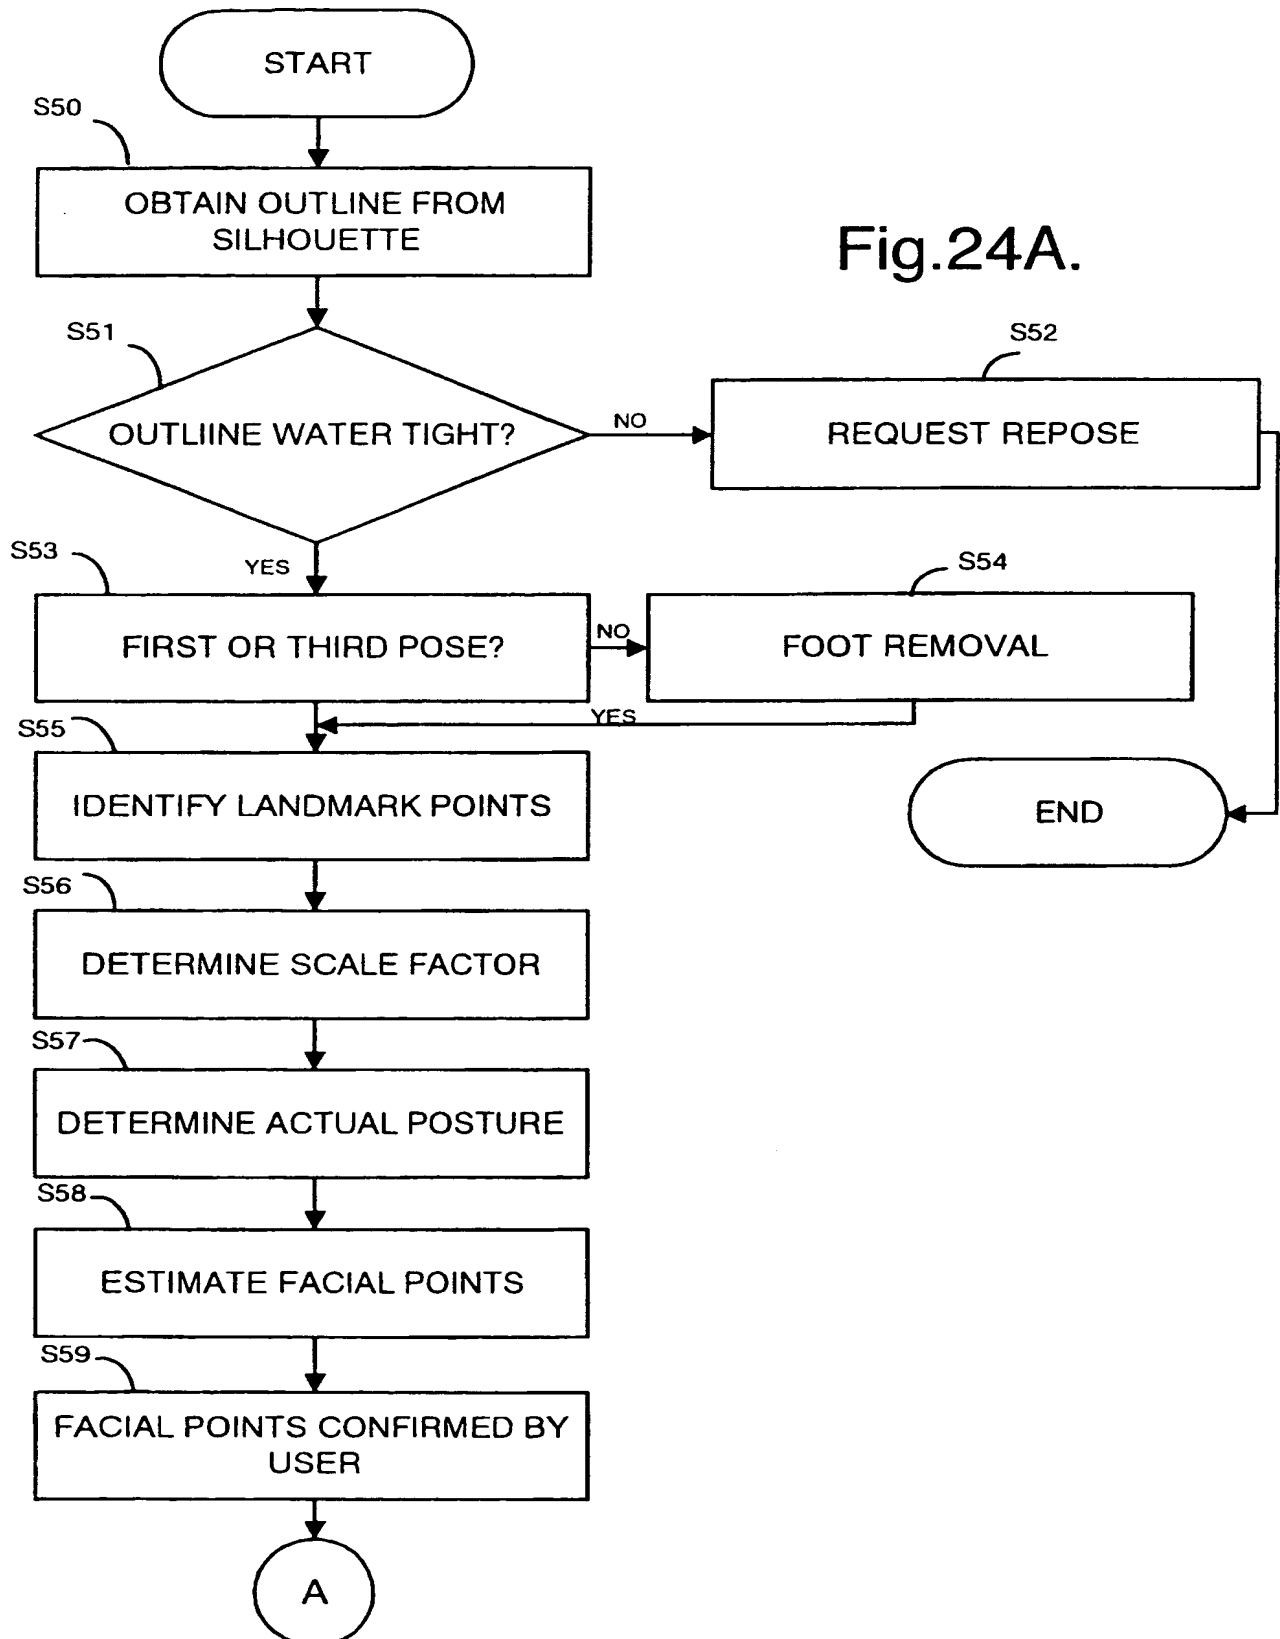 START
S50
OBTAIN OUTLINE FROM
SILHOUETTE
Fig.24A.
S51
OUTLIINE WATER TIGHT?
NO
S52
REQUEST REPOSE
YES
S53
FIRST OR THIRD POSE?
NO
S54
FOOT REMOVAL
YES
S55
IDENTIFY LANDMARK POINTS
END
S56
DETERMINE SCALE FACTOR
S57
DETERMINE ACTUAL POSTURE
S58
ESTIMATE FACIAL POINTS
S59
FACIAL POINTS CONFIRMED BY
USER
A